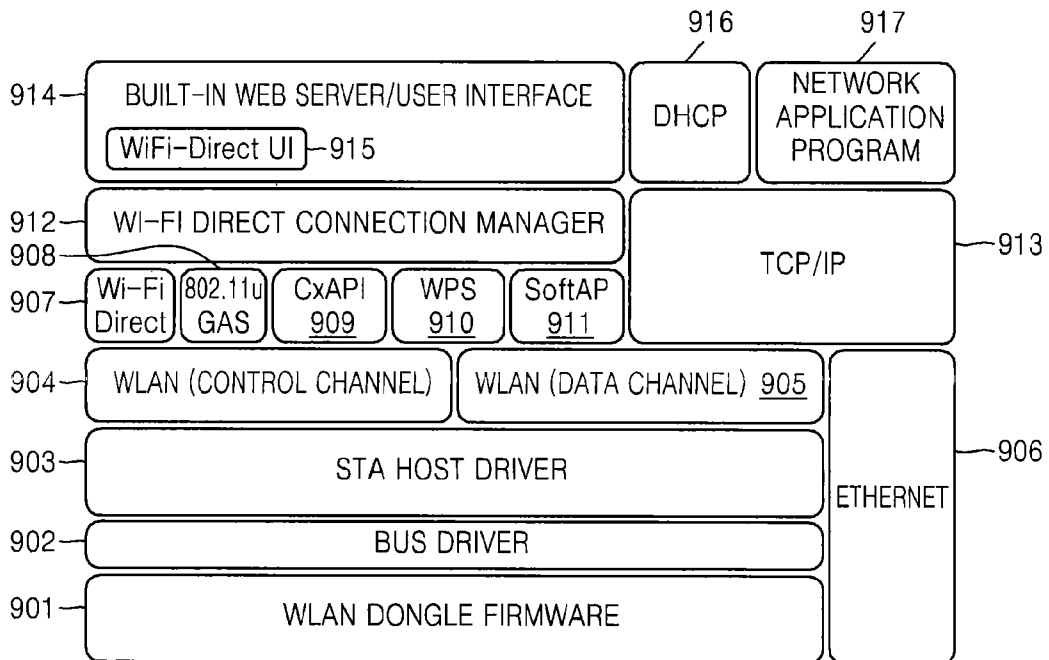 916
917
914
BUILT-IN WEB SERVER/USER INTERFACE
WiFi-Direct UI
915
DHCP
NETWORK
APPLICATION
PROGRAM
912
WI-FI DIRECT CONNECTION MANAGER
908
TCP/IP
913
907
Wi-Fi
Direct
802.11u
GAS
CxAPI
909
WPS
910
SoftAP
911
904
WLAN (CONTROL CHANNEL)
WLAN (DATA CHANNEL) 905
903
STA HOST DRIVER
906
ETHERNET
902
BUS DRIVER
901
WLAN DONGLE FIRMWARE